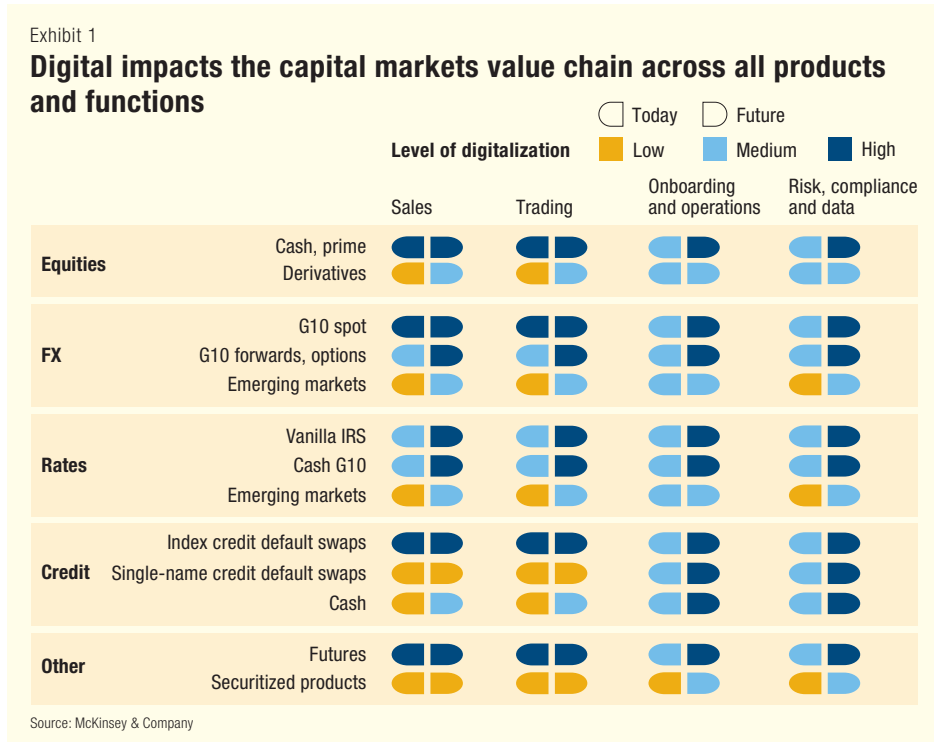 Exhibit 1
Digital impacts the capital markets value chain across all products
and functions
Today Future
Level of digitalization Low Medium High
Sales Trading Onboarding and operations Risk, compliance and data
Equities
Cash, prime
Derivatives
FX
G10 spot
G10 forwards, options
Emerging markets
Rates
Vanilla IRS
Cash G10
Emerging markets
Credit
Index credit default swaps
Single-name credit default swaps
Cash
Other
Futures
Securitized products
Source: McKinsey & Company